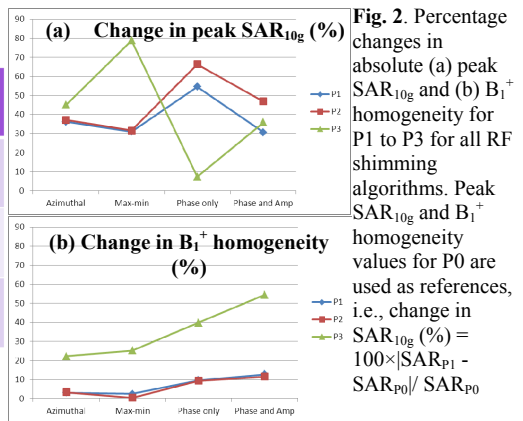 (a) Change in peak SAR10g (%)
90
80
70
60
50
40
30
20
10
0
Azimuthal Max-min Phase only Phase and Amp
P1
P2
P3
(b) Change in B1+ homogeneity
(%)
90
80
70
60
50
40
30
20
10
0
Azimuthal Max-min Phase only Phase and Amp
P1
P2
P3
Fig. 2. Percentage
changes in
absolute (a) peak
SAR10g and (b) B1+
homogeneity for
P1 to P3 for all RF
shimming
algorithms. Peak
SAR10g and B1+
homogeneity
values for P0 are
used as references,
i.e., change in
SAR10g (%) =
100×|SARP1 -
SARP0|/ SARP0